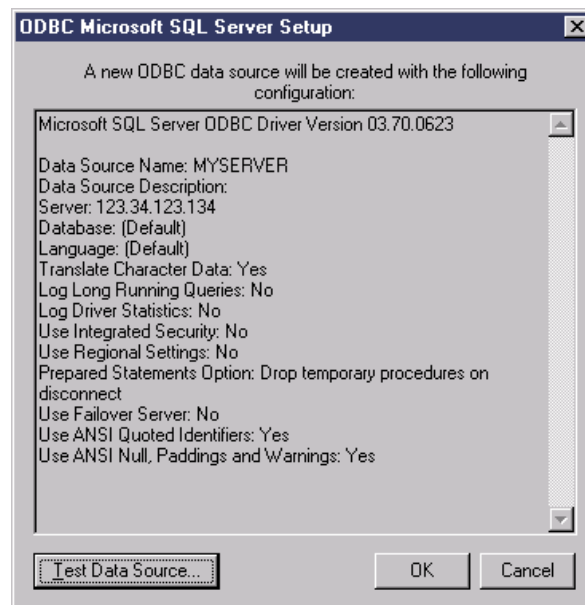 ODBC Microsoft SQL Server Setup
A new ODBC data source will be created with the following
configuration:
Microsoft SQL Server ODBC Driver Version 03.70.0623
Data Source Name: MYSERVER
Data Source Description:
Server: 123.34.123.134
Database: (Default)
Language: (Default)
Translate Character Data: Yes
Log Long Running Queries: No
Log Driver Statistics: No
Use Integrated Security: No
Use Regional Settings: No
Prepared Statements Option: Drop temporary procedures on
disconnect
Use Failover Server: No
Use ANSI Quoted Identifiers: Yes
Use ANSI Null, Paddings and Warnings: Yes
Test Data Source...
OK
Cancel